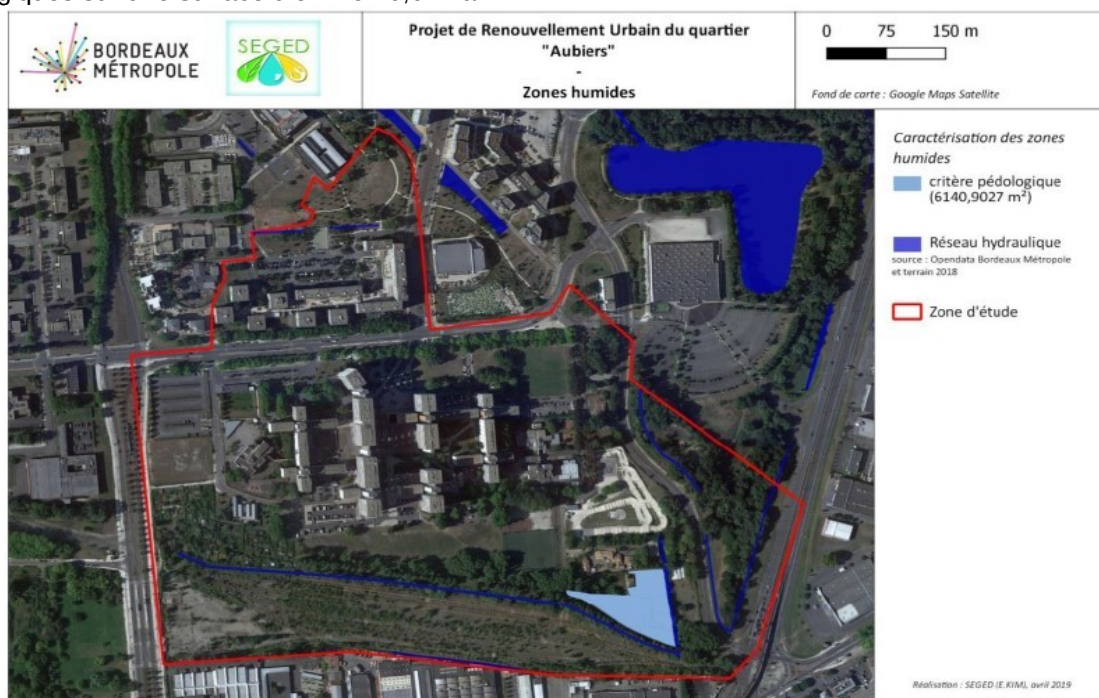 BORDEAUX
MÉTROPOLE
SEGED
Projet de Renouvellement Urbain du quartier
"Aubiers"
-
Zones humides
0 75 150 m
Fond de carte : Google Maps Satellite
Caractérisation des zones
humides
critère pédologique
(6140,9027 m²)
Réseau hydraulique
source : Opendata Bordeaux Métropole
et terrain 2018
Zone d'étude
Réalisation : SEGED (E.KIM), avril 2019